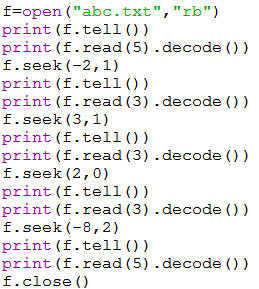 f=open("abc.txt","rb")
print(f.tell())
print(f.read(5).decode())
f.seek(-2,1)
print(f.tell())
print(f.read(3).decode())
f.seek(3,1)
print(f.tell())
print(f.read(3).decode())
f.seek(2,0)
print(f.tell())
print(f.read(3).decode())
f.seek(-8,2)
print(f.tell())
print(f.read(5).decode())
f.close()